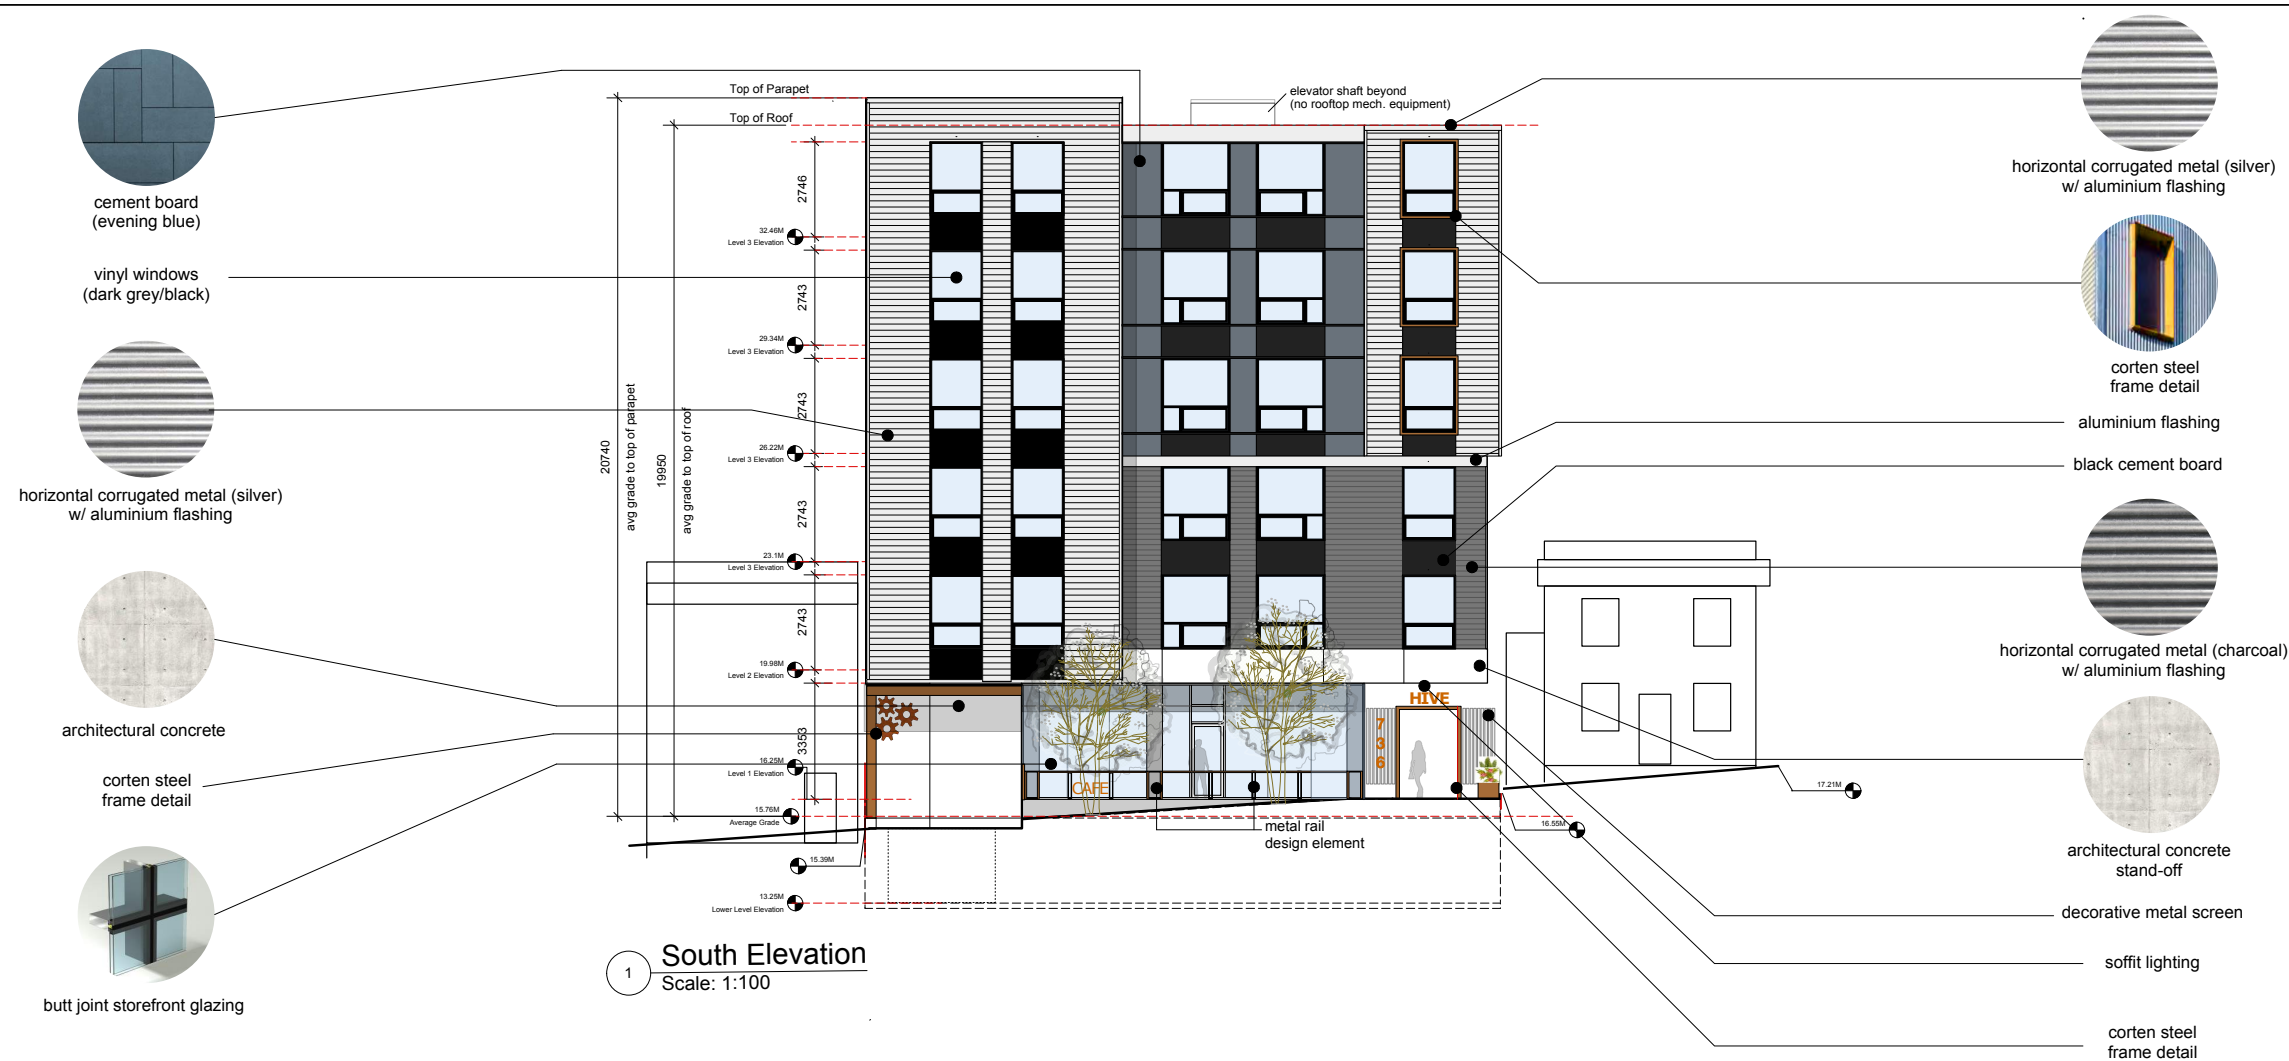 cement board
(evening blue)
vinyl windows
(dark grey/black)
horizontal corrugated metal (silver)
w/ aluminium flashing
architectural concrete
corten steel
frame detail
butt joint storefront glazing
Top of Parapet
Top of Roof
elevator shaft beyond
(no rooftop mech. equipment)
20740
avg grade to top of parapet
19950
avg grade to top of roof
2746
32.46M
Level 3 Elevation
2743
29.34M
Level 3 Elevation
2743
26.22M
Level 3 Elevation
2743
23.1M
Level 3 Elevation
2743
19.98M
Level 2 Elevation
3353
16.25M
Level 1 Elevation
15.76M
Average Grade
15.39M
13.25M
Lower Level Elevation
CAFE
HIVE
736
metal rail
design element
17.21M
16.55M
1
South Elevation
Scale: 1:100
horizontal corrugated metal (silver)
w/ aluminium flashing
corten steel
frame detail
aluminium flashing
black cement board
horizontal corrugated metal (charcoal)
w/ aluminium flashing
architectural concrete
stand-off
decorative metal screen
soffit lighting
corten steel
frame detail